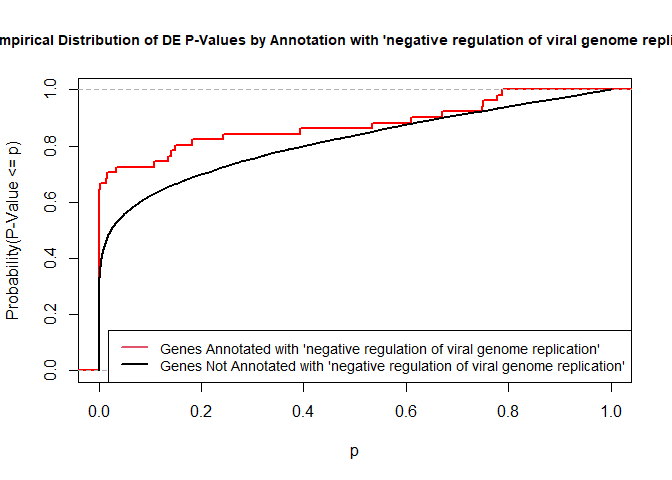 mpirical Distribution of DE P-Values by Annotation with 'negative regulation of viral genome repli
Probability(P-Value <= p)
1.0
0.8
0.6
0.4
0.2
0.0
Genes Annotated with 'negative regulation of viral genome replication'
Genes Not Annotated with 'negative regulation of viral genome replication'
0.0 0.2 0.4 0.6 0.8 1.0
p